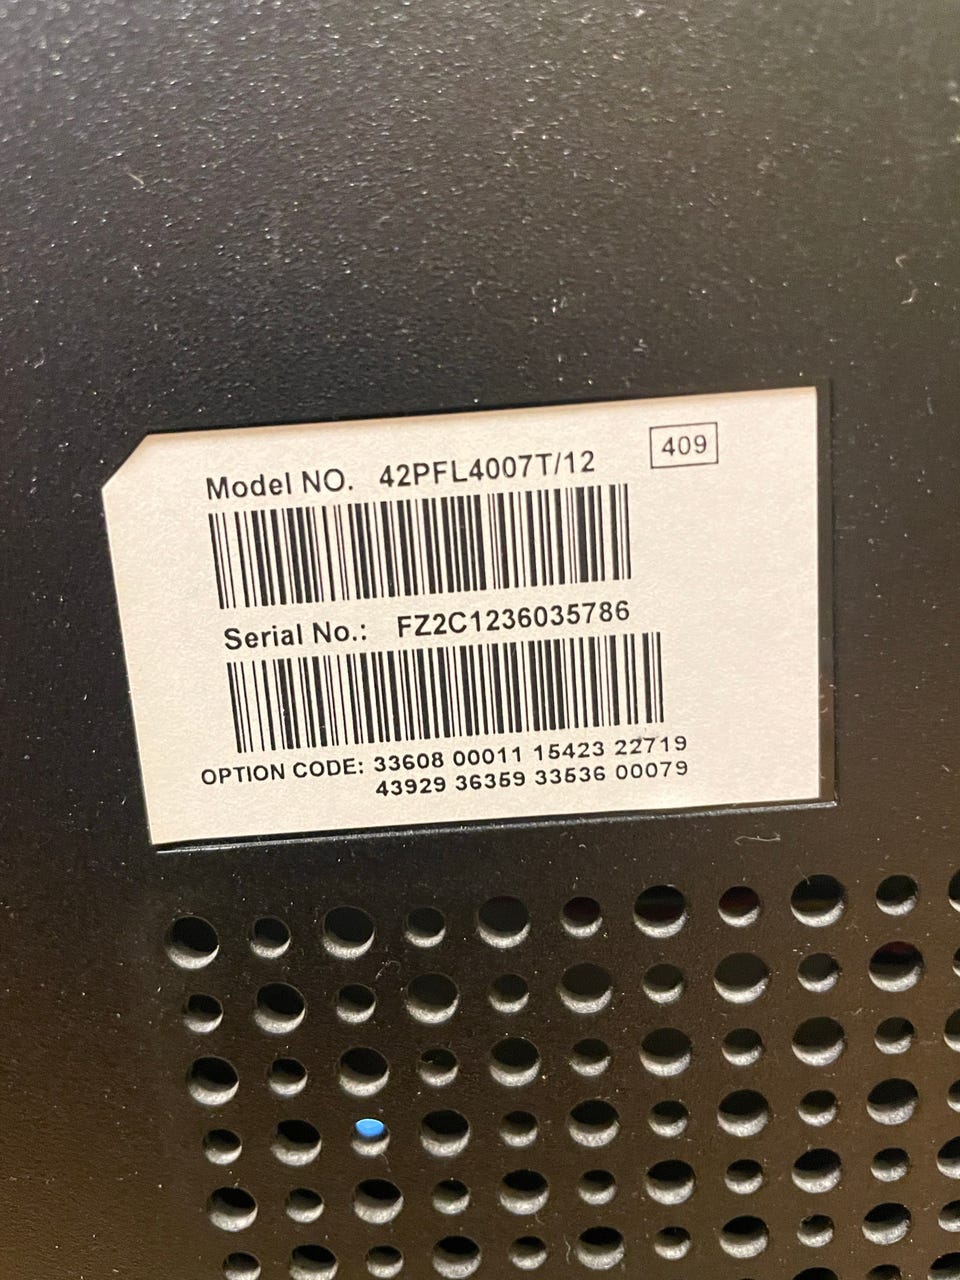 409
Model NO. 42PFL4007T/12
Serial No.: FZ2C1236035786
OPTION CODE: 33608 00011 15423 22719
43929 36359 33536 00079